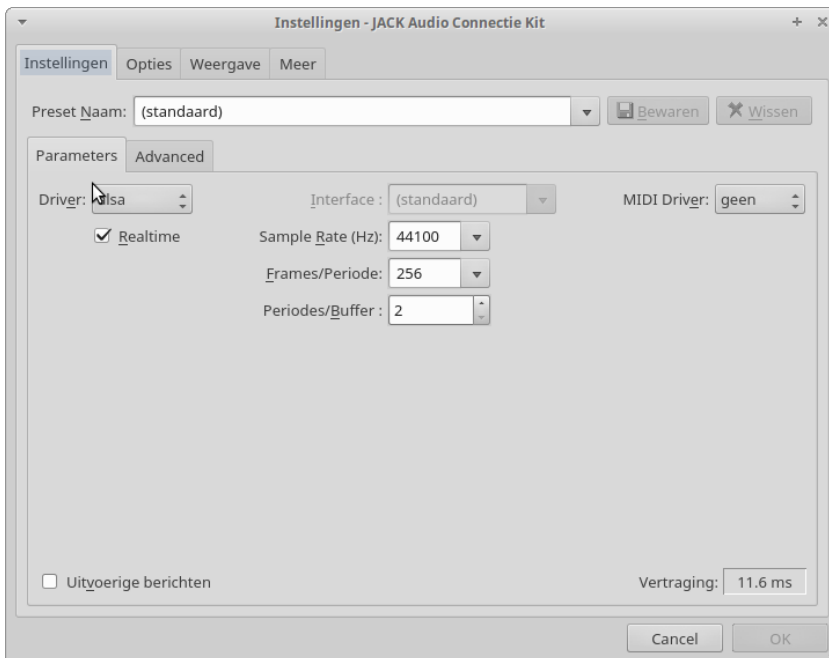 Instellingen - JACK Audio Connectie Kit
Instellingen Opties Weergave Meer
Preset Naam: (standaard) Bewaren Wissen
Parameters Advanced
Driver: alsa Interface : (standaard) MIDI Driver: geen
Realtime Sample Rate (Hz): 44100
Frames/Periode: 256
Periodes/Buffer : 2
Uitvoerige berichten Vertraging: 11.6 ms
Cancel OK